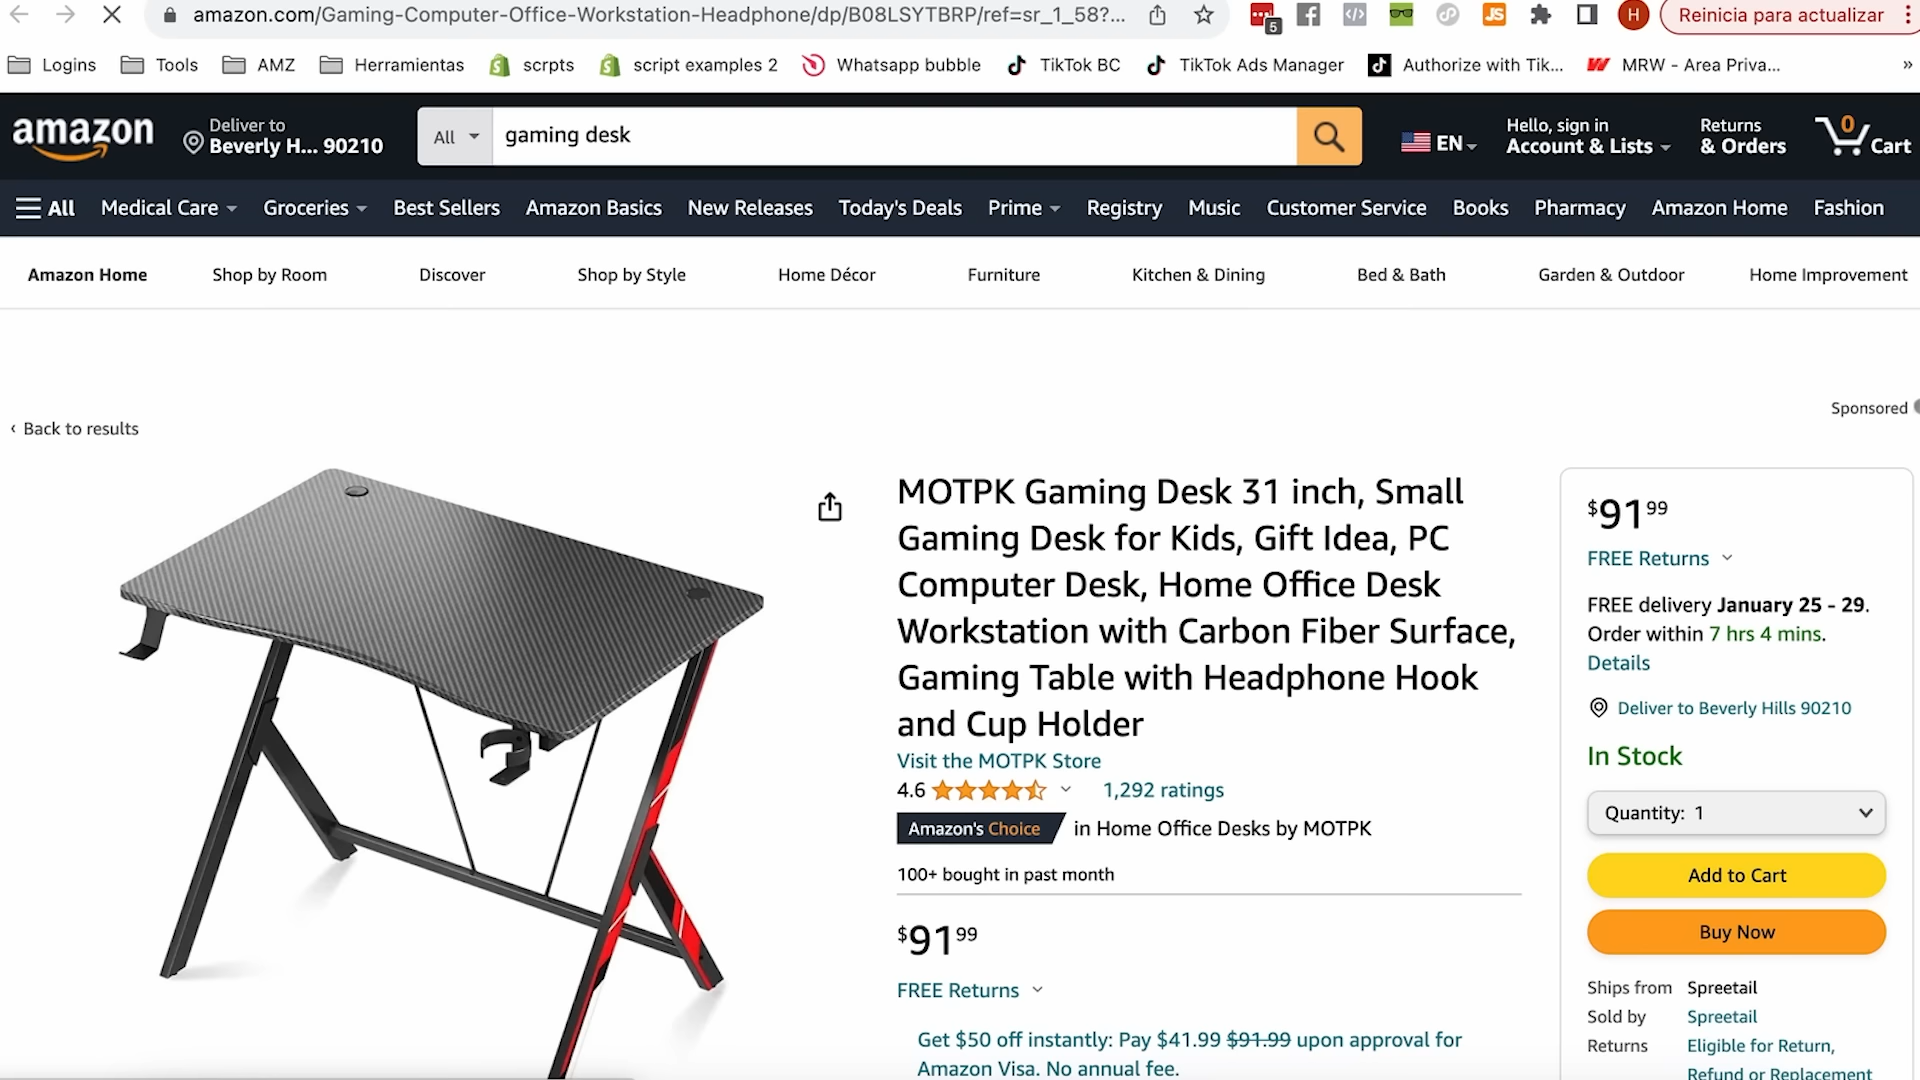 amazon.com/Gaming-Computer-Office-Workstation-Headphone/dp/B08LSYTBRP/ref=sr_1_58?...
5
JS
H
Reinicia para actualizar
Logins
Tools
AMZ
Herramientas
scrpts
script examples 2
Whatsapp bubble
TikTok BC
TikTok Ads Manager
Authorize with Tik...
MRW - Area Priva...
»
amazon
Deliver to
Beverly H... 90210
All
gaming desk
EN
Hello, sign in
Account & Lists
Returns
& Orders
0
Cart
All
Medical Care
Groceries
Best Sellers
Amazon Basics
New Releases
Today's Deals
Prime
Registry
Music
Customer Service
Books
Pharmacy
Amazon Home
Fashion
Amazon Home
Shop by Room
Discover
Shop by Style
Home Décor
Furniture
Kitchen & Dining
Bed & Bath
Garden & Outdoor
Home Improvement
Sponsored
‹ Back to results
MOTPK Gaming Desk 31 inch, Small
Gaming Desk for Kids, Gift Idea, PC
Computer Desk, Home Office Desk
Workstation with Carbon Fiber Surface,
Gaming Table with Headphone Hook
and Cup Holder
Visit the MOTPK Store
4.6
1,292 ratings
Amazon's Choice
in Home Office Desks by MOTPK
100+ bought in past month
$91 99
FREE Returns
Get $50 off instantly: Pay $41.99 $91.99 upon approval for
Amazon Visa. No annual fee.
$91 99
FREE Returns
FREE delivery January 25 - 29.
Order within 7 hrs 4 mins.
Details
Deliver to Beverly Hills 90210
In Stock
Quantity: 1
Add to Cart
Buy Now
Ships from Spreetail
Sold by Spreetail
Returns Eligible for Return,
Refund or Replacement